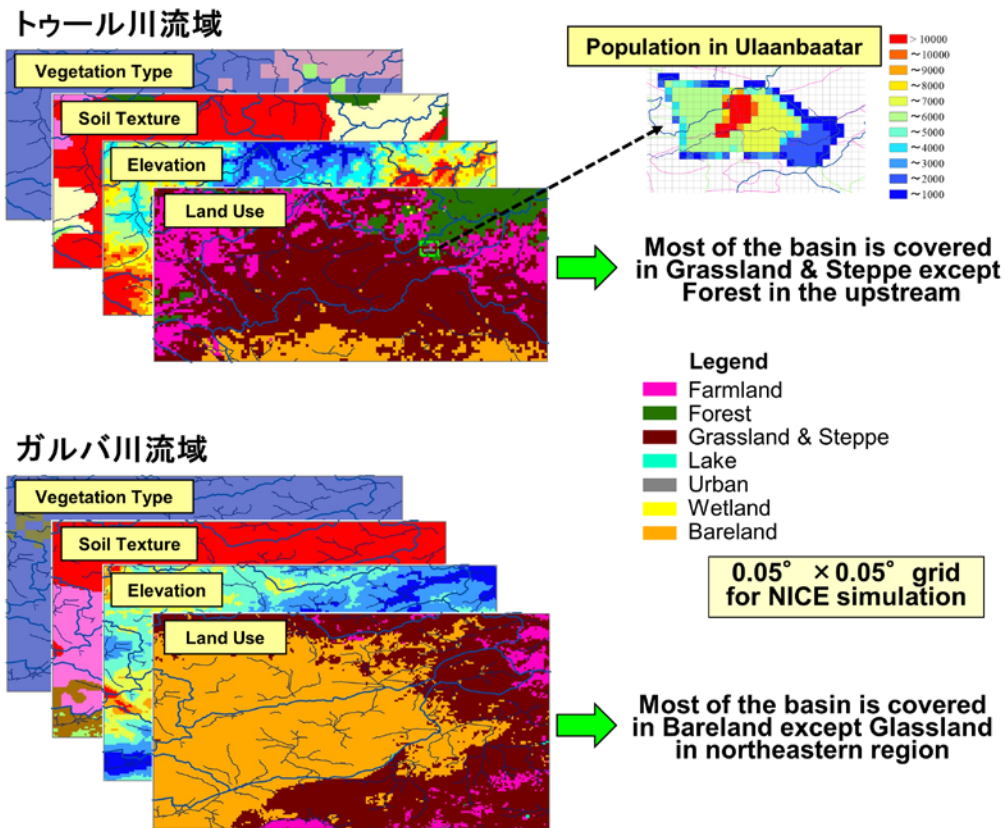 トゥール川流域
Vegetation Type
Soil Texture
Elevation
Land Use
Population in Ulaanbaatar
> 10000
～10000
～9000
～8000
～7000
～6000
～5000
～4000
～3000
～2000
～1000
Most of the basin is covered
in Grassland & Steppe except
Forest in the upstream
Legend
Farmland
Forest
Grassland & Steppe
Lake
Urban
Wetland
Bareland
ガルバ川流域
Vegetation Type
Soil Texture
Elevation
Land Use
0.05° ×0.05° grid
for NICE simulation
Most of the basin is covered
in Bareland except Glassland
in northeastern region